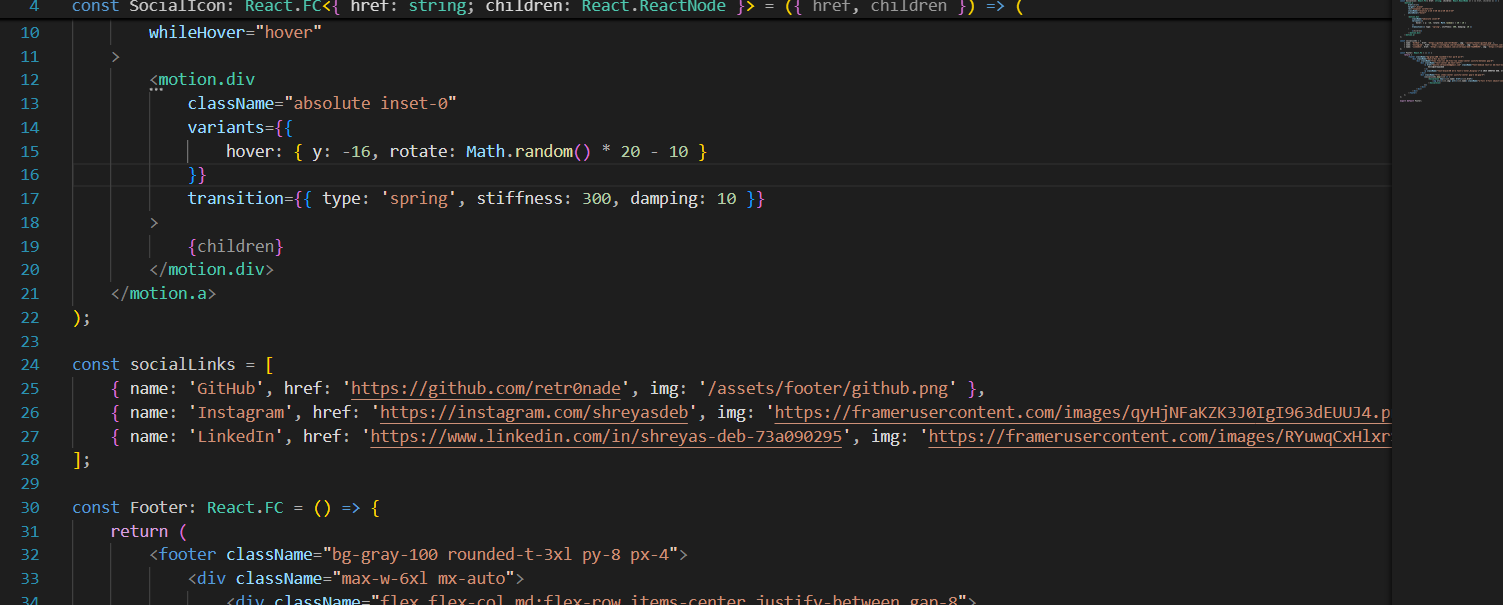 4 const SocialIcon: React.FC<{ href: string; children: React.ReactNode }> = ({ href, children }) => (
10 whileHover="hover"
11 >
12 <motion.div
13 className="absolute inset-0"
14 variants={{
15 hover: { y: -16, rotate: Math.random() * 20 - 10 }
16 }}
17 transition={{ type: 'spring', stiffness: 300, damping: 10 }}
18 >
19 {children}
20 </motion.div>
21 </motion.a>
22 );
23
24 const socialLinks = [
25 { name: 'GitHub', href: 'https://github.com/retr0nade', img: '/assets/footer/github.png' },
26 { name: 'Instagram', href: 'https://instagram.com/shreyasdeb', img: 'https://framerusercontent.com/images/qyHjNFaKZK3J0IgI963dEUUJ4.p
27 { name: 'LinkedIn', href: 'https://www.linkedin.com/in/shreyas-deb-73a090295', img: 'https://framerusercontent.com/images/RYuwqCxHlxr
28 ];
29
30 const Footer: React.FC = () => {
31 return (
32 <footer className="bg-gray-100 rounded-t-3xl py-8 px-4">
33 <div className="max-w-6xl mx-auto">
34 <div className="flex flex-col md:flex-row items-center justify-between gap-8">